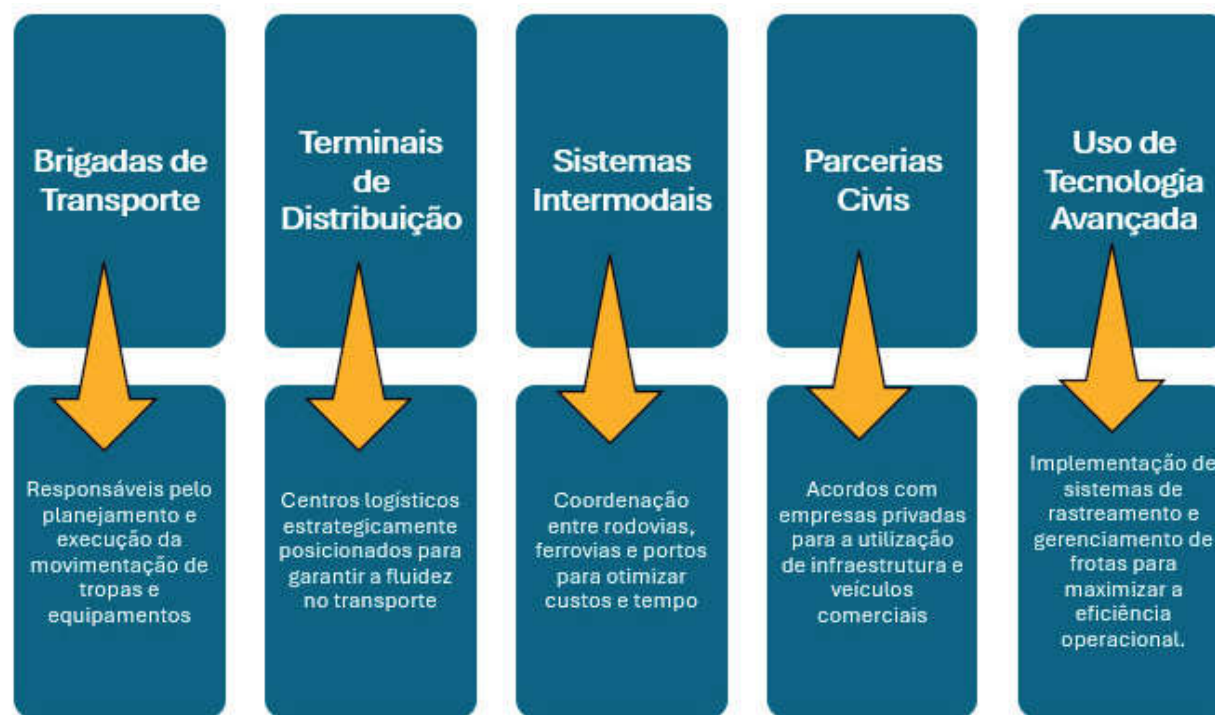 Brigadas de
Transporte
Terminais
de
Distribuição
Sistemas
Intermodais
Parcerias
Civis
Uso de
Tecnologia
Avançada
Responsáveis pelo
planejamento e
execução da
movimentação de
tropas e
equipamentos
Centros logísticos
estrategicamente
posicionados para
garantir a fluidez
no transporte
Coordenação
entre rodovias,
ferrovias e portos
para otimizar
custos e tempo
Acordos com
empresas privadas
para a utilização
de infraestrutura e
veículos
comerciais
Implementação de
sistemas de
rastreamento e
gerenciamento de
frotas para
maximizar a
eficiência
operacional.